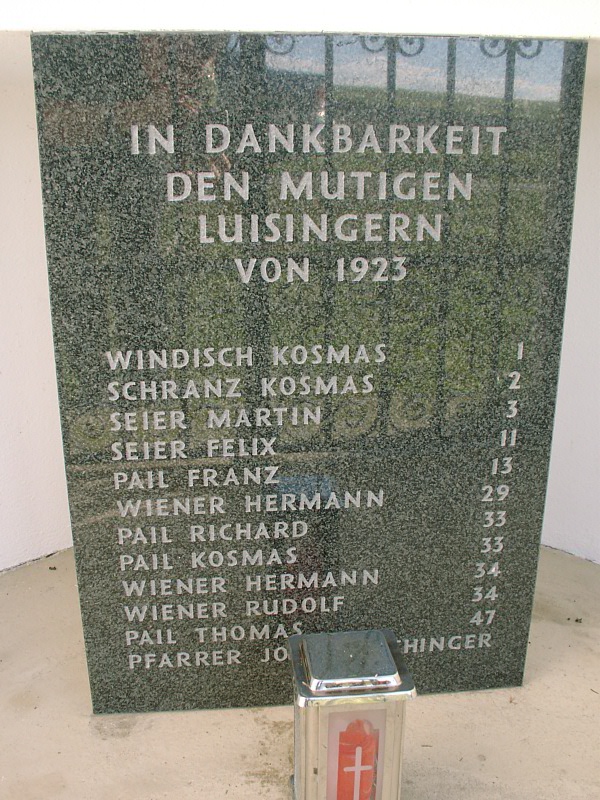 IN DANKBARKEIT
DEN MUTIGEN
LUISINGERN
VON 1923
WINDISCH KOSMAS 1
SCHRANZ KOSMAS 2
SEIER MARTIN 3
SEIER FELIX 11
PAIL FRANZ 13
WIENER HERMANN 29
PAIL RICHARD 33
PAIL KOSMAS 33
WIENER HERMANN 34
WIENER RUDOLF 34
PAIL THOMAS 47
PFARRER